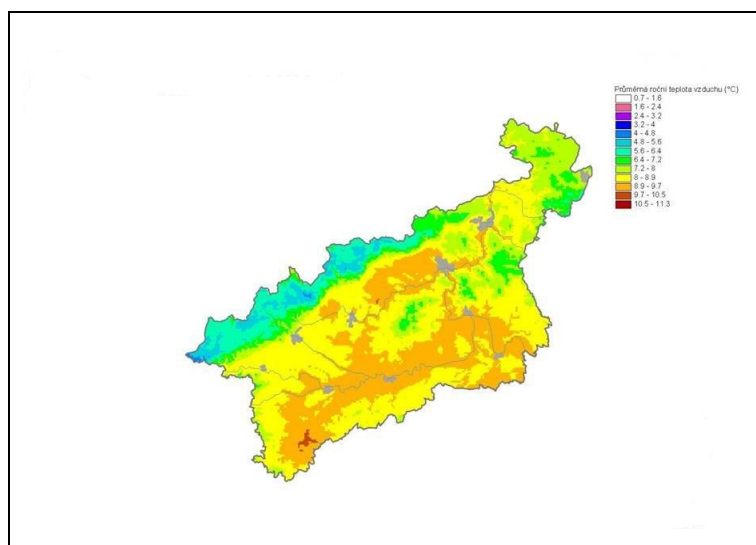 Průměrná roční teplota vzduchu (°C)
0.7 - 1.6
1.6 - 2.4
2.4 - 3.2
3.2 - 4
4 - 4.8
4.8 - 5.6
5.6 - 6.4
6.4 - 7.2
7.2 - 8
8 - 8.9
8.9 - 9.7
9.7 - 10.5
10.5 - 11.3